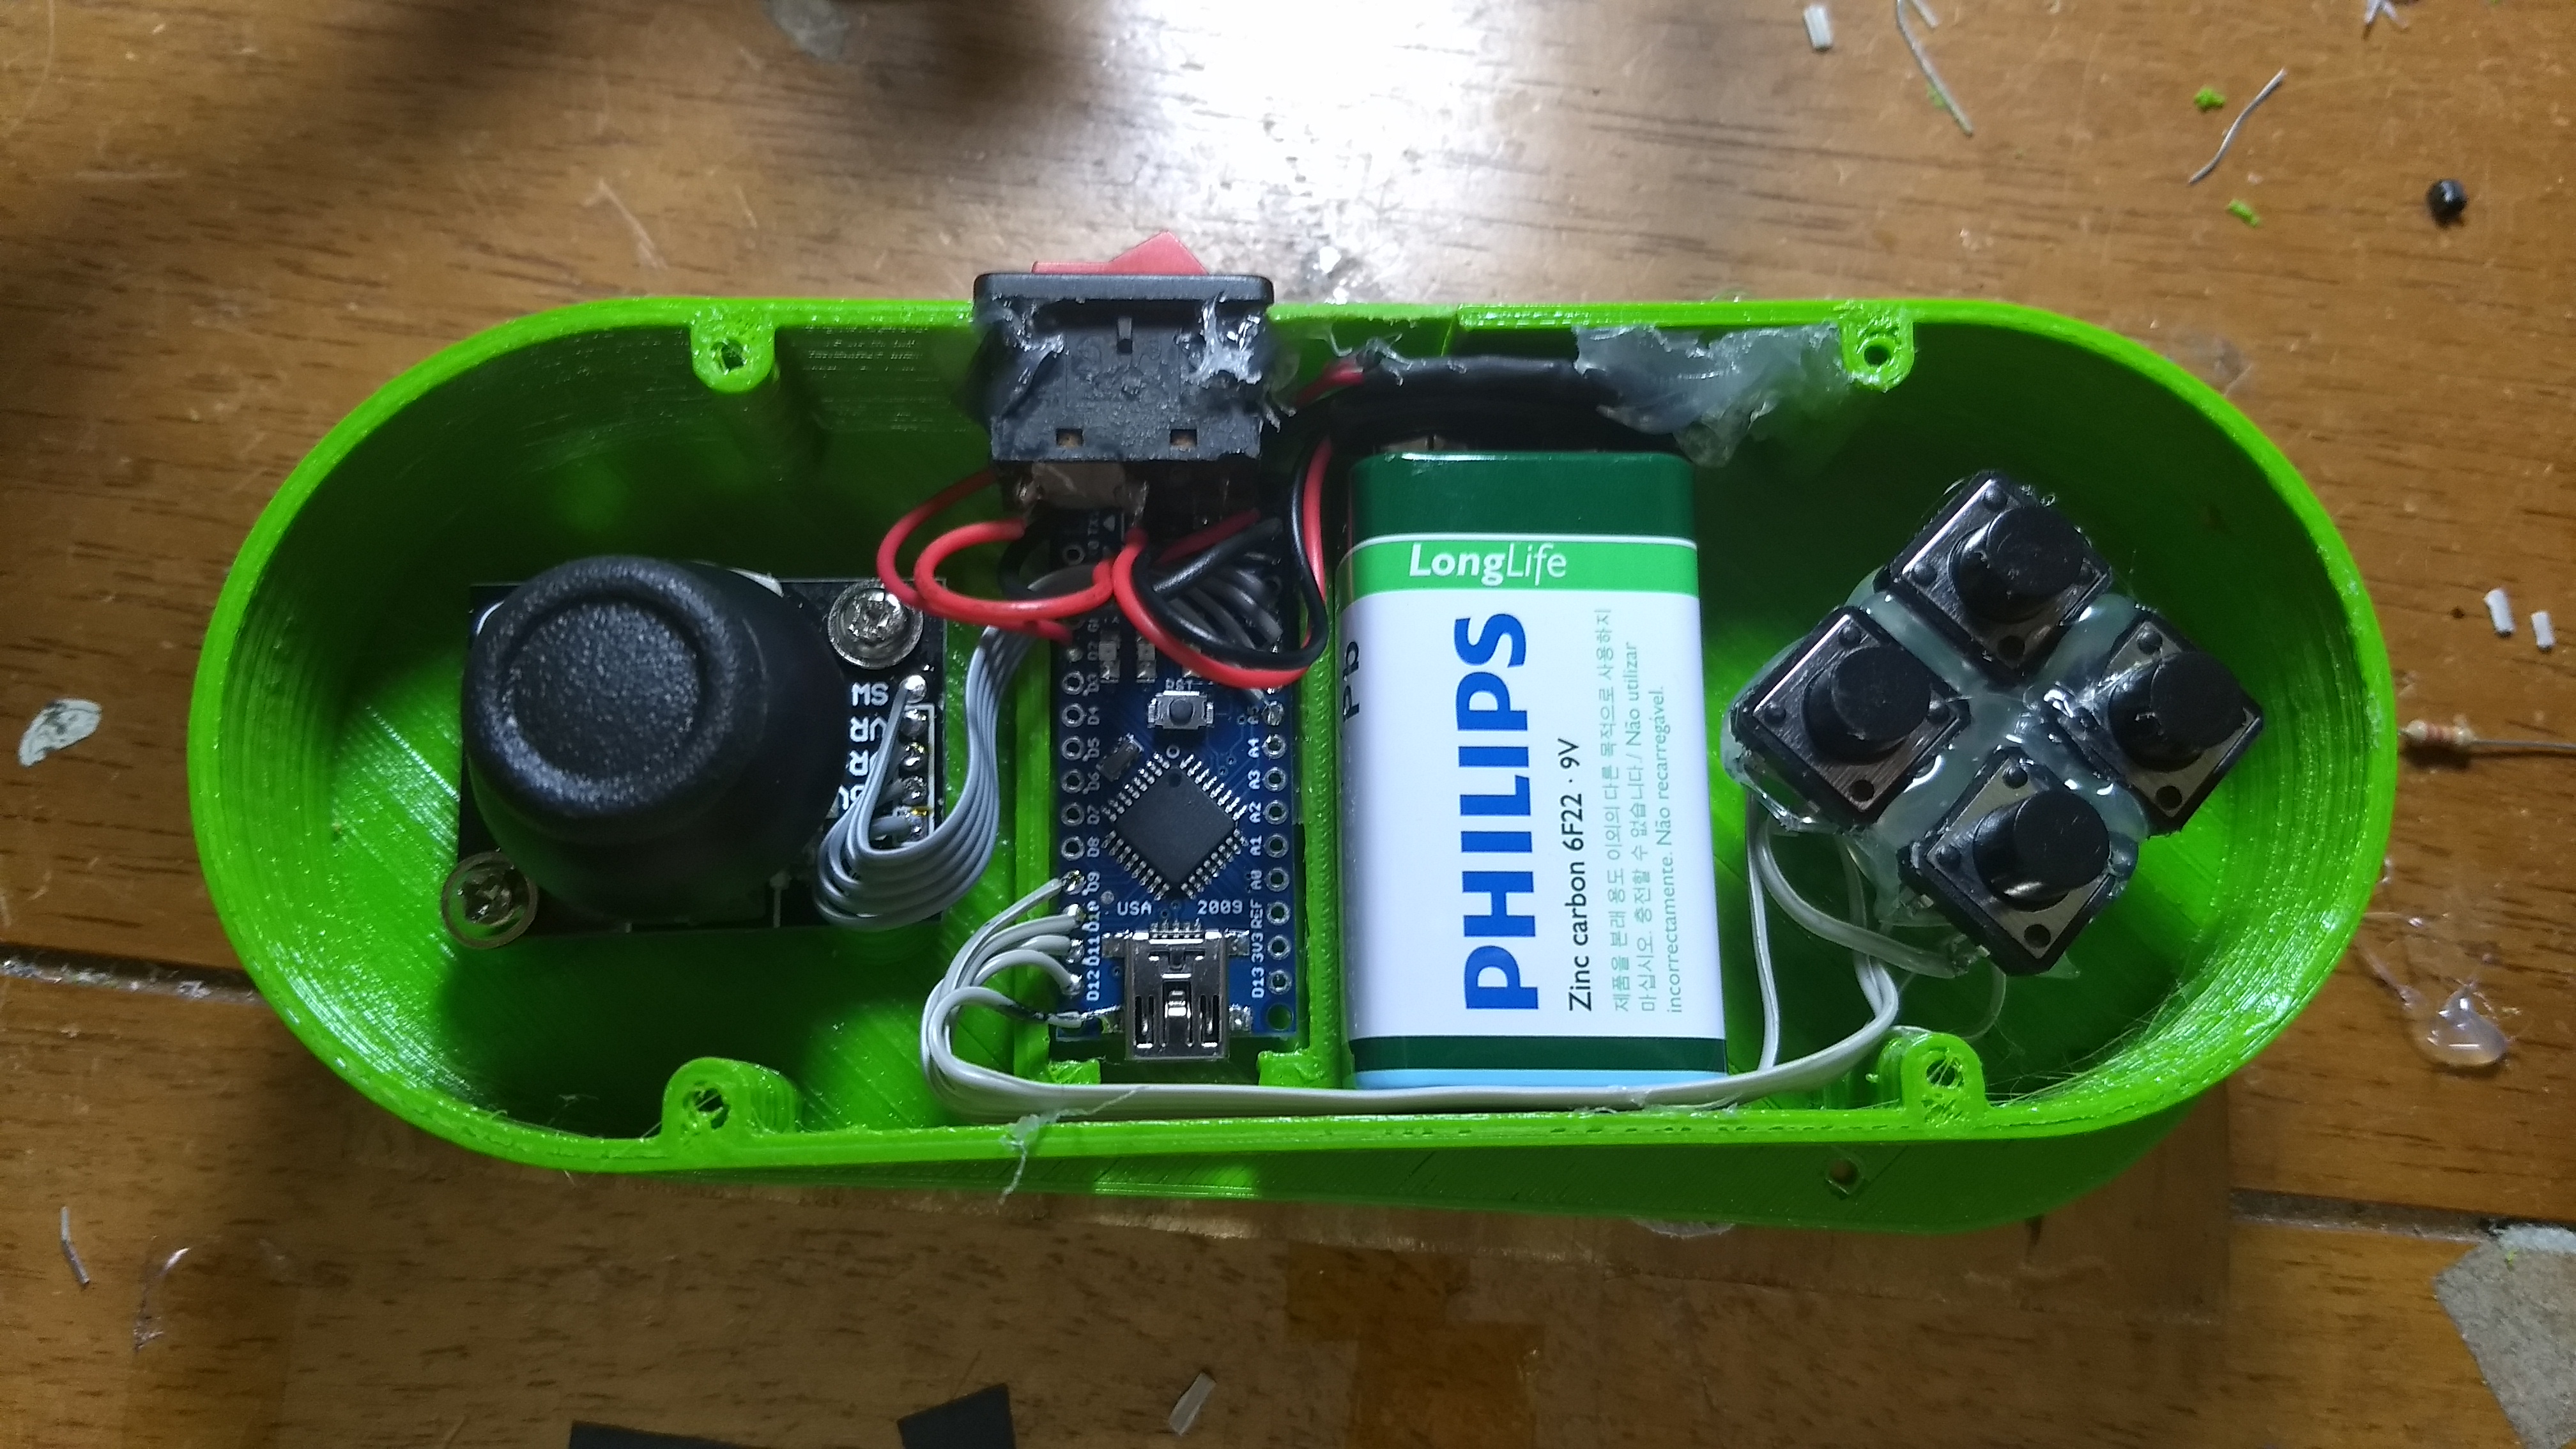 LongLife
PHILIPS
Zinc carbon 6F22 · 9V
제품을 본래 용도 이외의 다른 목적으로 사용하지
마십시오. 충전할 수 없습니다/ Não utilizar
incorrectamente. Não recarregável.
Pb
MS
RST
D2
D3
D4
D5
D6
D7
D8
D9
D10
D11
D12
A5
A4
A3
A2
A1
A0
REF
3V3
D13
USA
2009